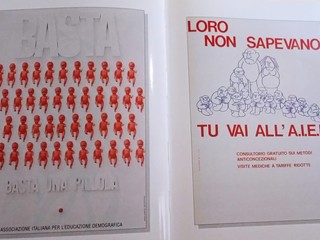 BASTA
BASTA UNA PILLOLA
ASSOCIAZIONE ITALIANA PER L'EDUCAZIONE DEMOGRAFICA
LORO
NON SAPEVANO
TU VAI ALL'A.I.E.
CONSULTORIO GRATUITO SUI METODI
ANTICONCEZIONALI
VISITE MEDICHE A TARIFFE RIDOTTE